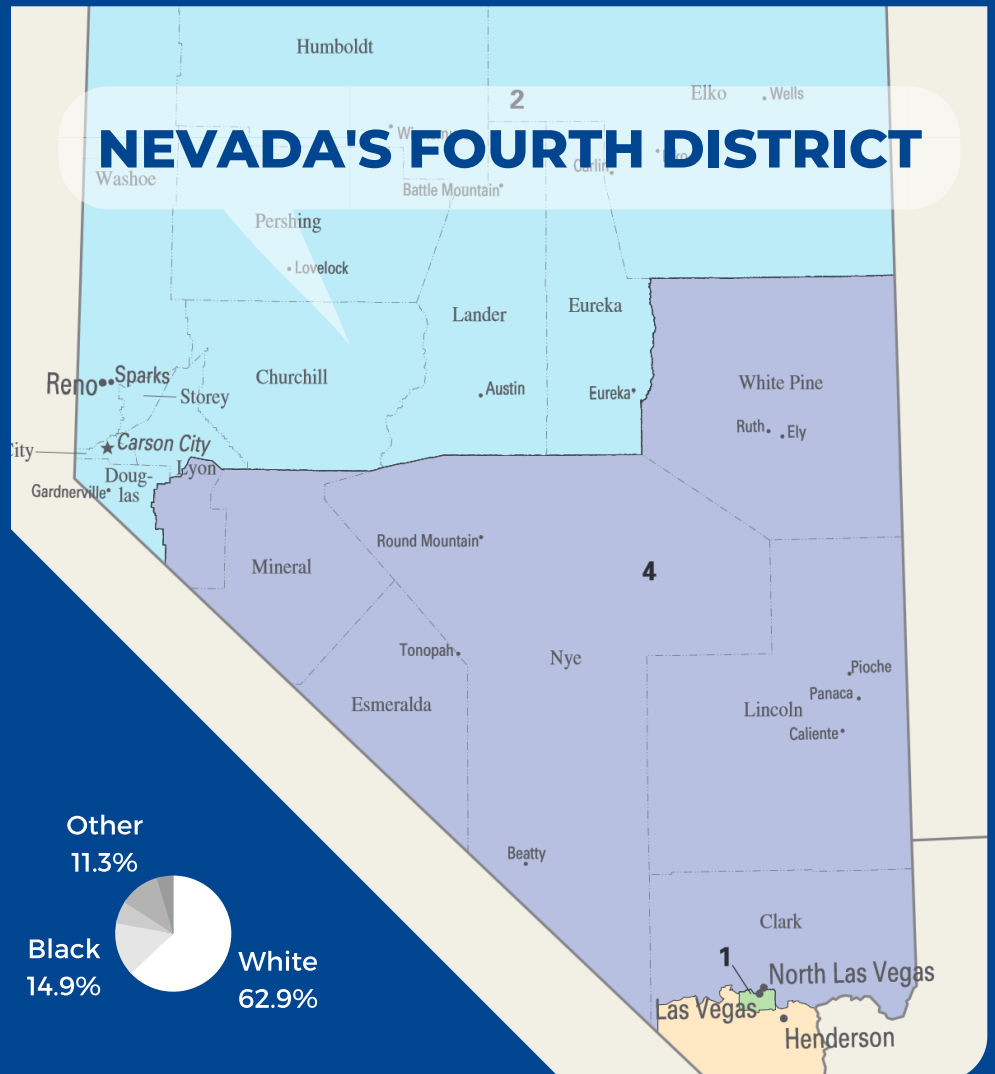 Humboldt
2
Elko
Wells
NEVADA'S FOURTH DISTRICT
Carlin
Washoe
Battle Mountain
Pershing
Lovelock
Lander
Eureka
Churchill
Reno
Sparks
Storey
Austin
Eureka
White Pine
Ruth
Ely
City
Carson City
Lyon
Doug-
las
Gardnerville
Round Mountain
Mineral
4
Tonopah
Nye
Esmeralda
Pioche
Panaca
Lincoln
Caliente
Beatty
Clark
1
North Las Vegas
Las Vegas
Henderson
Other
11.3%
Black
14.9%
White
62.9%